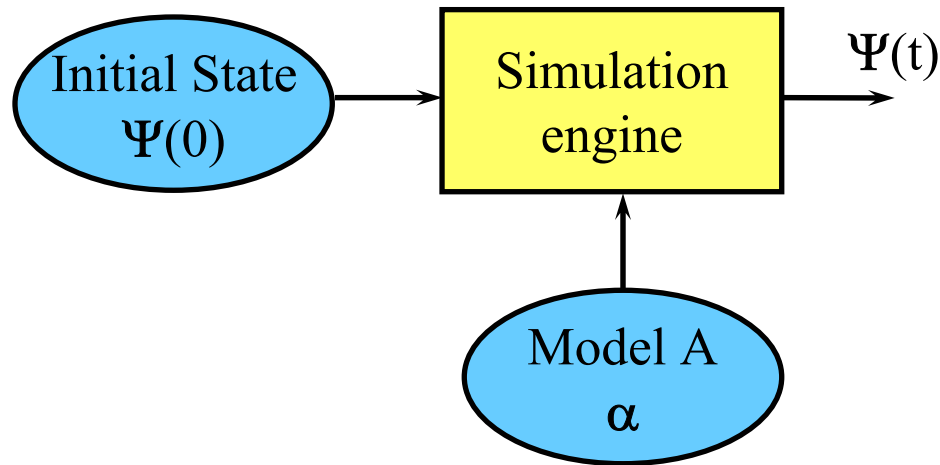 Initial State
Ψ(0)
Simulation
engine
Ψ(t)
Model A
α